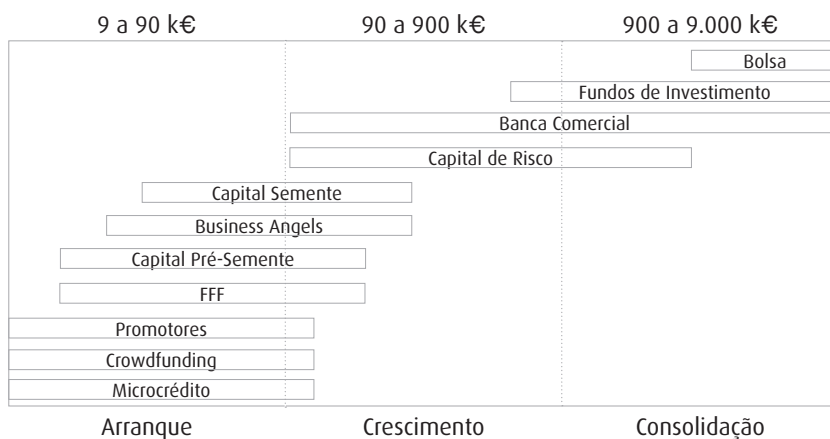 9 a 90 k€ 90 a 900 k€ 900 a 9.000 k€
Bolsa
Fundos de Investimento
Banca Comercial
Capital de Risco
Capital Semente
Business Angels
Capital Pré-Semente
FFF
Promotores
Crowdfunding
Microcrédito
Arranque Crescimento Consolidação